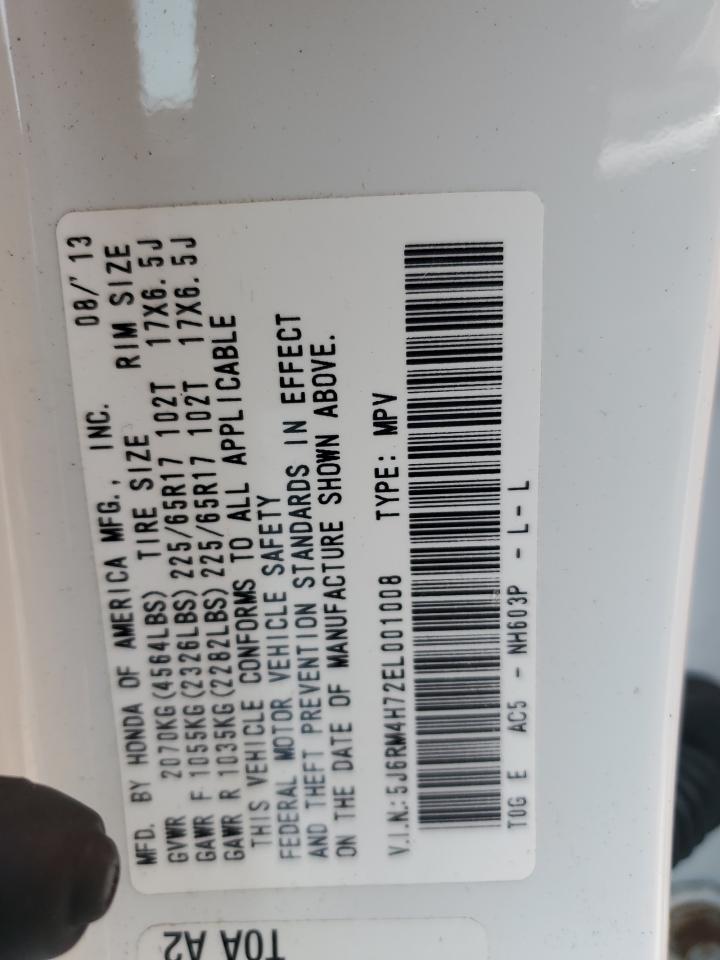 MFD. BY HONDA OF AMERICA MFG., INC. 08/'13
GVWR 2070KG(4564LBS) TIRE SIZE RIM SIZE
GAWR F 1055KG(2326LBS) 225/65R17 102T 17X6.5J
GAWR R 1035KG(2282LBS) 225/65R17 102T 17X6.5J
THIS VEHICLE CONFORMS TO ALL APPLICABLE
FEDERAL MOTOR VEHICLE SAFETY
AND THEFT PREVENTION STANDARDS IN EFFECT
ON THE DATE OF MANUFACTURE SHOWN ABOVE.
V.I.N.: 5J6RM4H72EL001008 TYPE: MPV
T0G E AC5 - NH603P - L - L
T0A A2